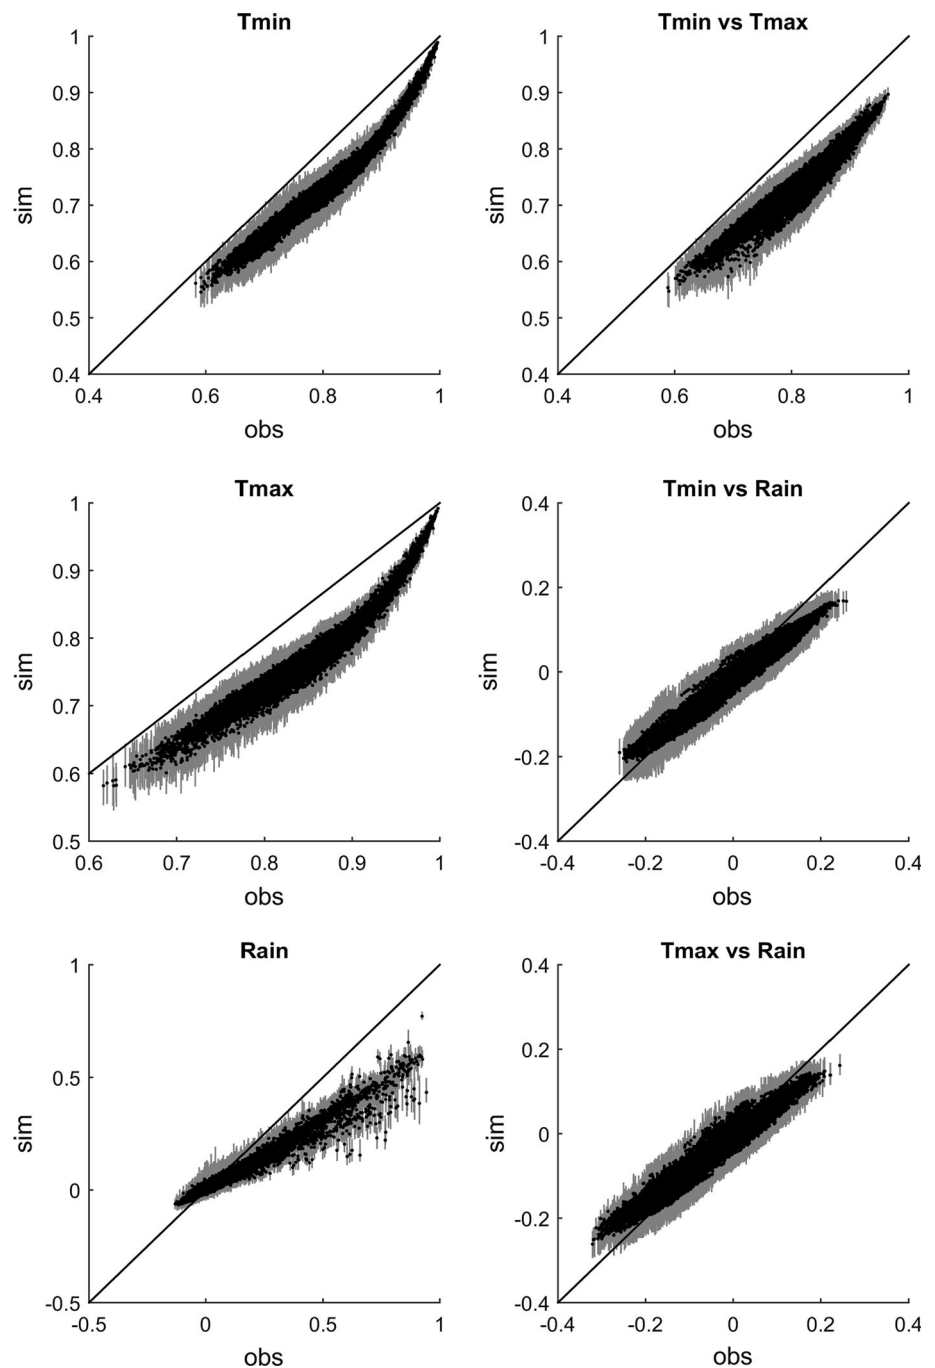 Tmin
1
0.9
0.8
0.7
0.6
0.5
0.4
sim
0.4 0.6 0.8 1
obs
Tmin vs Tmax
1
0.9
0.8
0.7
0.6
0.5
0.4
sim
0.4 0.6 0.8 1
obs
Tmax
1
0.9
0.8
0.7
0.6
0.5
sim
0.6 0.7 0.8 0.9 1
obs
Tmin vs Rain
0.4
0.2
0
-0.2
-0.4
sim
-0.4 -0.2 0 0.2 0.4
obs
Rain
1
0.5
0
-0.5
sim
-0.5 0 0.5 1
obs
Tmax vs Rain
0.4
0.2
0
-0.2
-0.4
sim
-0.4 -0.2 0 0.2 0.4
obs